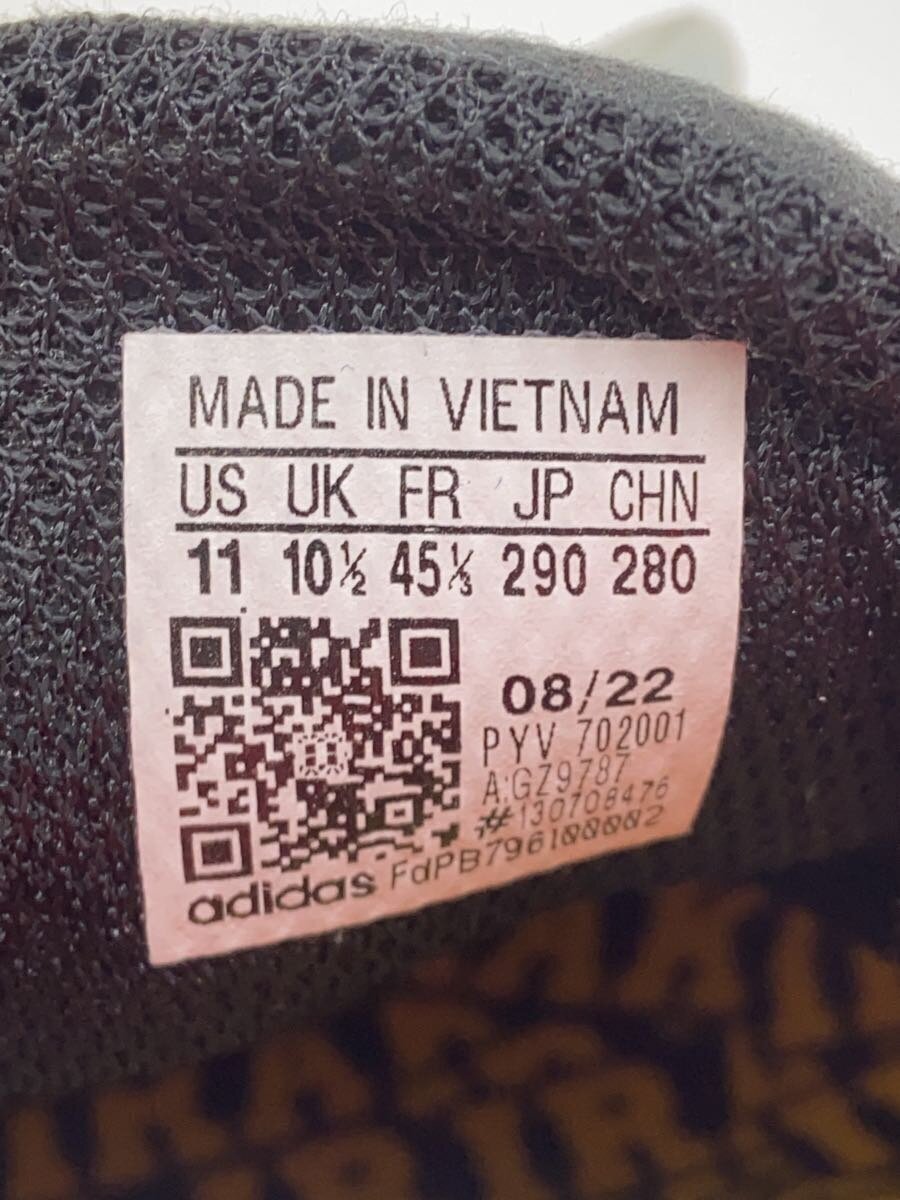 MADE IN VIETNAM
US UK FR JP CHN
11 10½ 45⅓ 290 280
08/22
PYV 702001
A:GZ9787
#130708476
adidas FdPB796100002